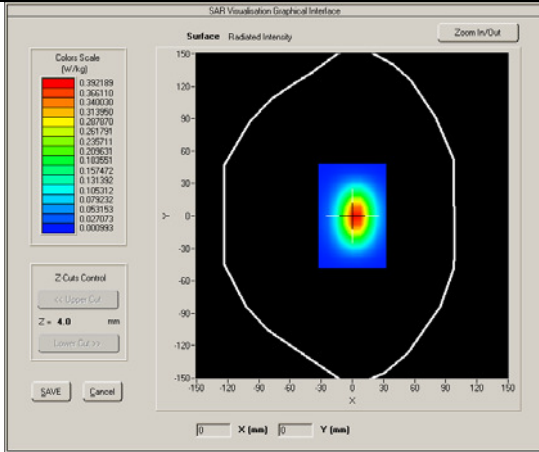 SAR Visualisation Graphical Interface
Surface Radiated Intensity
Zoom In/Out
Colors Scale
(W/kg)
0.392189
0.366110
0.340030
0.313950
0.287870
0.261791
0.235711
0.209631
0.183551
0.157472
0.131392
0.105312
0.079232
0.053153
0.027073
0.000993
Z-Cuts Control
<< Upper Cut
Z = 4.0 mm
Lower Cut >>
SAVE Cancel
150-
120-
90-
60-
30-
0-
-30-
-60-
-90-
-120-
-150-
Y
-150 -120 -90 -60 -30 0 30 60 90 120 150
X
0 X (mm) 0 Y (mm)